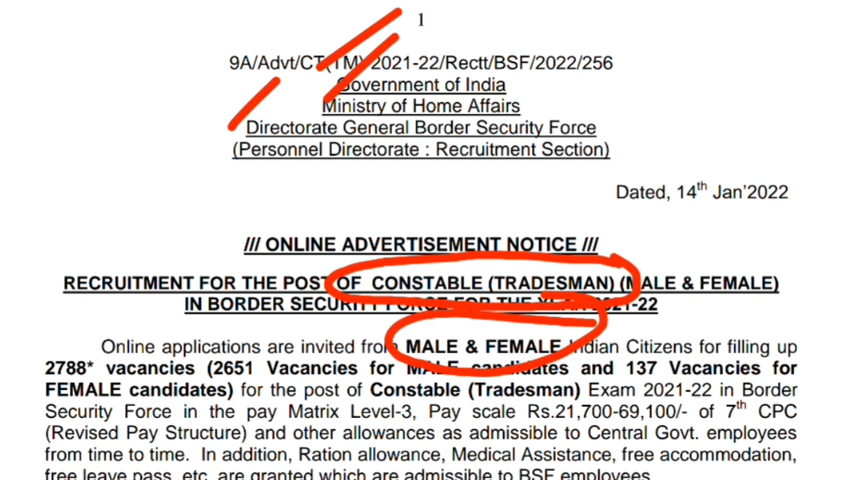 1
9A/Advt/CT(TM) 2021-22/Rectt/BSF/2022/256
Government of India
Ministry of Home Affairs
Directorate General Border Security Force
(Personnel Directorate : Recruitment Section)
Dated, 14th Jan'2022
/// ONLINE ADVERTISEMENT NOTICE ///
RECRUITMENT FOR THE POST OF CONSTABLE (TRADESMAN) (MALE & FEMALE)
IN BORDER SECURITY FORCE FOR THE YEAR 2021-22
Online applications are invited from MALE & FEMALE Indian Citizens for filling up
2788* vacancies (2651 Vacancies for MALE candidates and 137 Vacancies for
FEMALE candidates) for the post of Constable (Tradesman) Exam 2021-22 in Border
Security Force in the pay Matrix Level-3, Pay scale Rs.21,700-69,100/- of 7th CPC
(Revised Pay Structure) and other allowances as admissible to Central Govt. employees
from time to time. In addition, Ration allowance, Medical Assistance, free accommodation,
free leave pass, etc. are granted which are admissible to BSF employees.